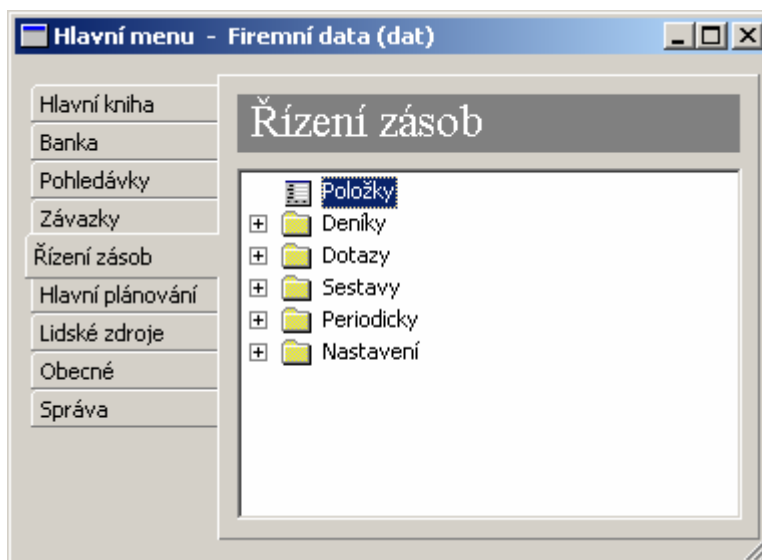 Hlavní menu - Firemní data (dat)
Hlavní kniha
Banka
Pohledávky
Závazky
Řízení zásob
Hlavní plánování
Lidské zdroje
Obecné
Správa
Řízení zásob
Položky
Deníky
Dotazy
Sestavy
Periodicky
Nastavení